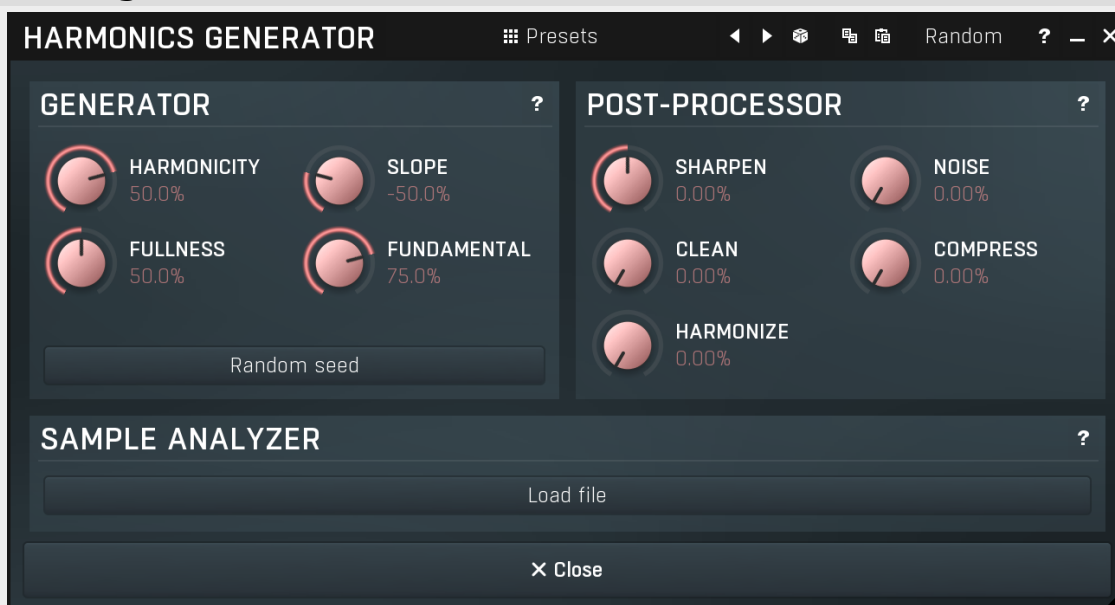 HARMONICS GENERATOR Presets Random ?
GENERATOR ?
HARMONICITY
50.0%
SLOPE
-50.0%
FULLNESS
50.0%
FUNDAMENTAL
75.0%
Random seed
POST-PROCESSOR ?
SHARPEN
0.00%
NOISE
0.00%
CLEAN
0.00%
COMPRESS
0.00%
HARMONIZE
0.00%
SAMPLE ANALYZER ?
Load file
Close